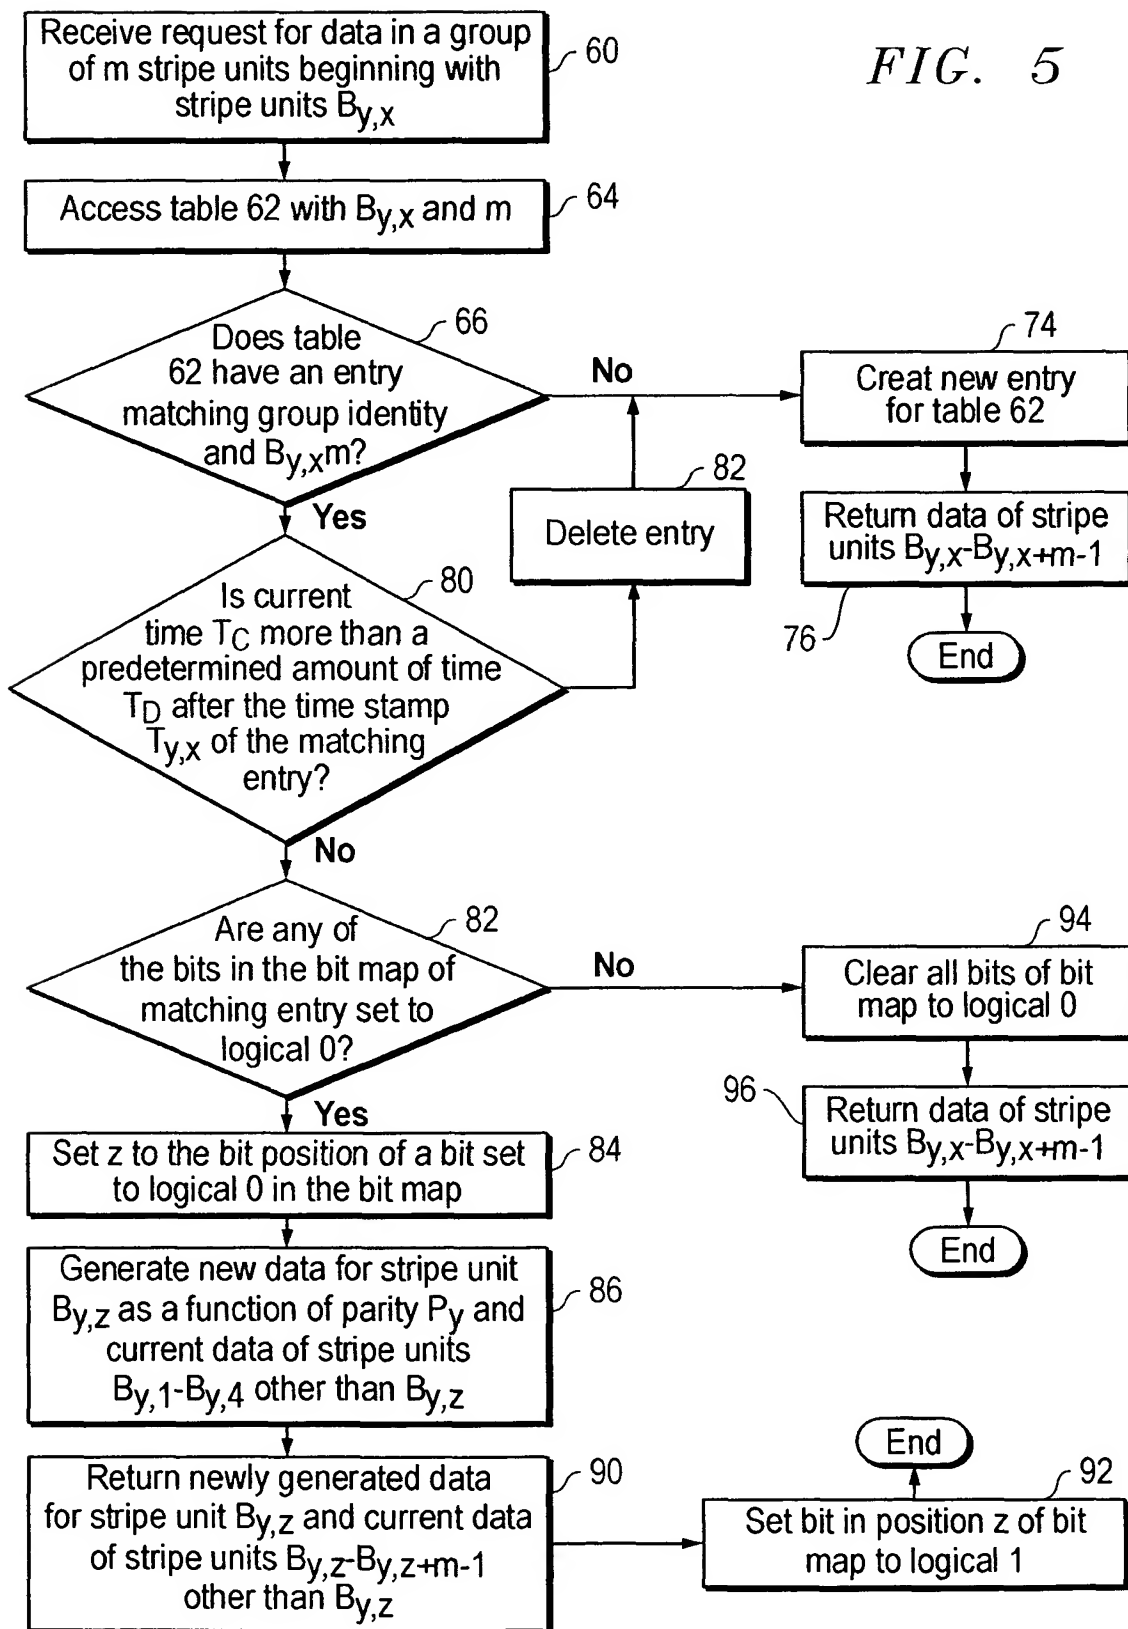 FIG. 5
Receive request for data in a group
of m stripe units beginning with
stripe units By,x
60
Access table 62 with By,x and m
64
Does table
62 have an entry
matching group identity
and By,xm?
66
No
Yes
74
Creat new entry
for table 62
Return data of stripe
units By,x-By,x+m-1
76
End
82
Delete entry
Is current
time TC more than a
predetermined amount of time
TD after the time stamp
Ty,x of the matching
entry?
80
No
Are any of
the bits in the bit map of
matching entry set to
logical 0?
82
No
Yes
94
Clear all bits of bit
map to logical 0
96
Return data of stripe
units By,x-By,x+m-1
End
Set z to the bit position of a bit set
to logical 0 in the bit map
84
Generate new data for stripe unit
By,z as a function of parity Py and
current data of stripe units
By,1-By,4 other than By,z
86
Return newly generated data
for stripe unit By,z and current data
of stripe units By,z-By,z+m-1
other than By,z
90
End
92
Set bit in position z of bit
map to logical 1